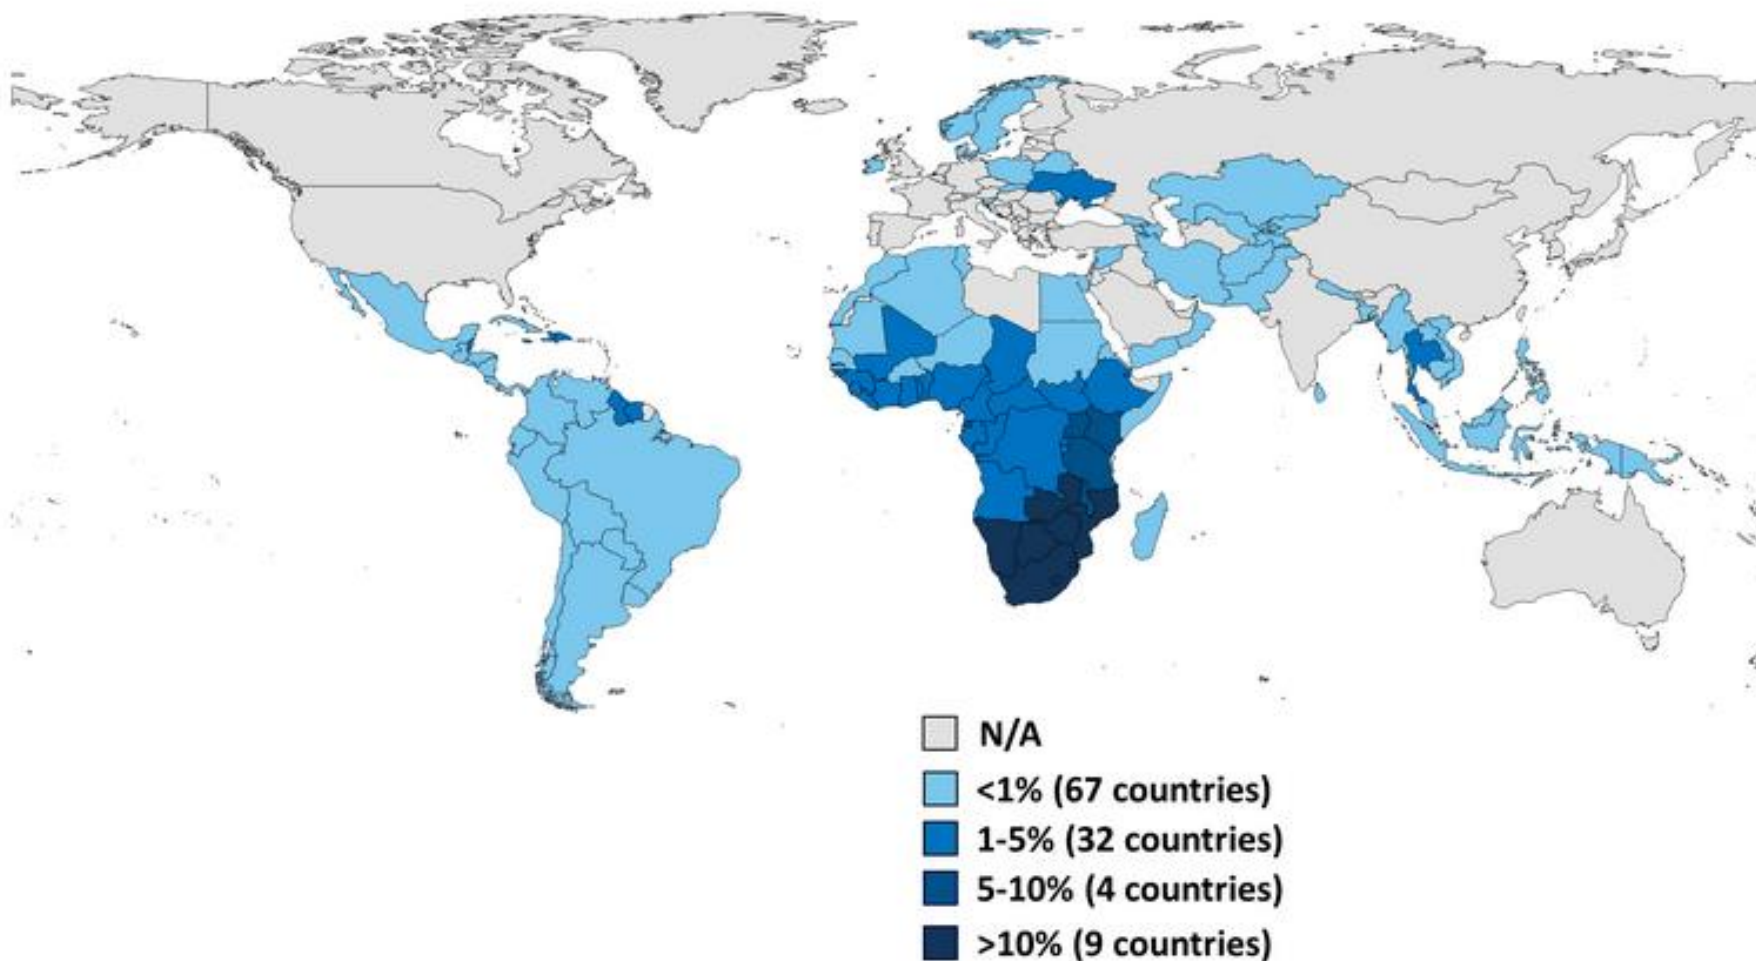 N/A
<1% (67 countries)
1-5% (32 countries)
5-10% (4 countries)
>10% (9 countries)